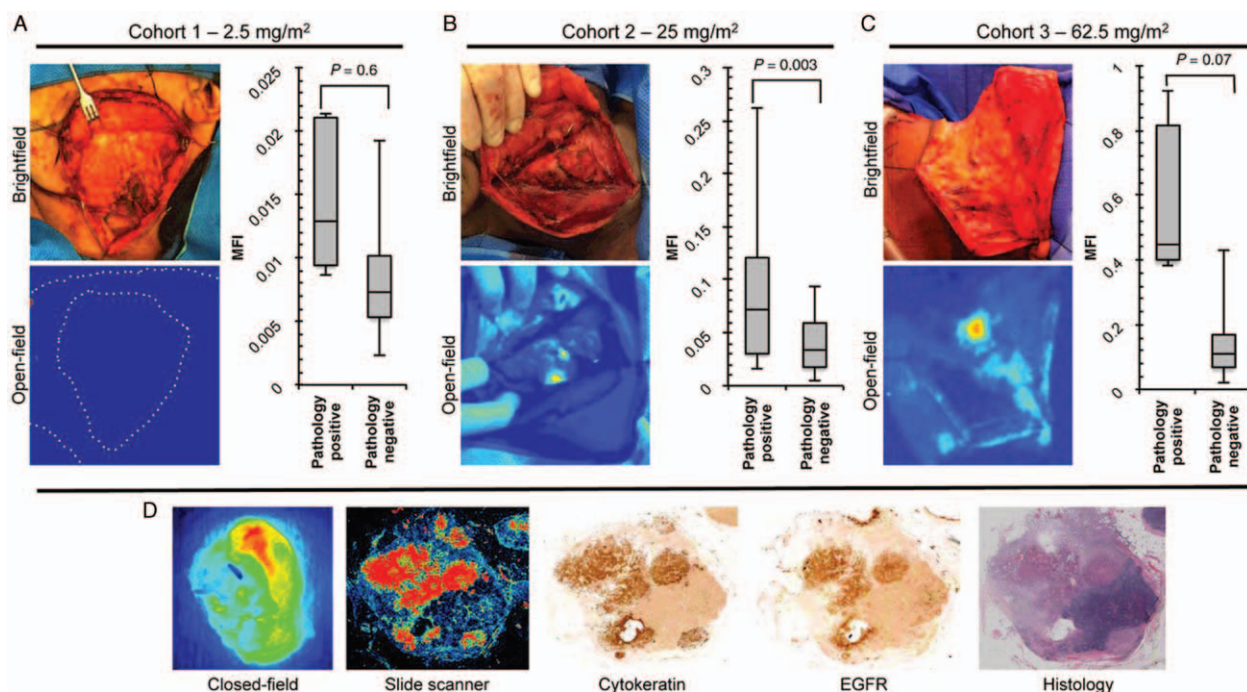 A
Cohort 1 – 2.5 mg/m²
Brightfield
Open-field
P = 0.6
MFI
0.025
0.02
0.015
0.01
0.005
0
Pathology
positive
Pathology
negative
B
Cohort 2 – 25 mg/m²
Brightfield
Open-field
P = 0.003
MFI
0.3
0.25
0.2
0.15
0.1
0.05
0
Pathology
positive
Pathology
negative
C
Cohort 3 – 62.5 mg/m²
Brightfield
Open-field
P = 0.07
MFI
1
0.8
0.6
0.4
0.2
0
Pathology
positive
Pathology
negative
D
Closed-field
Slide scanner
Cytokeratin
EGFR
Histology